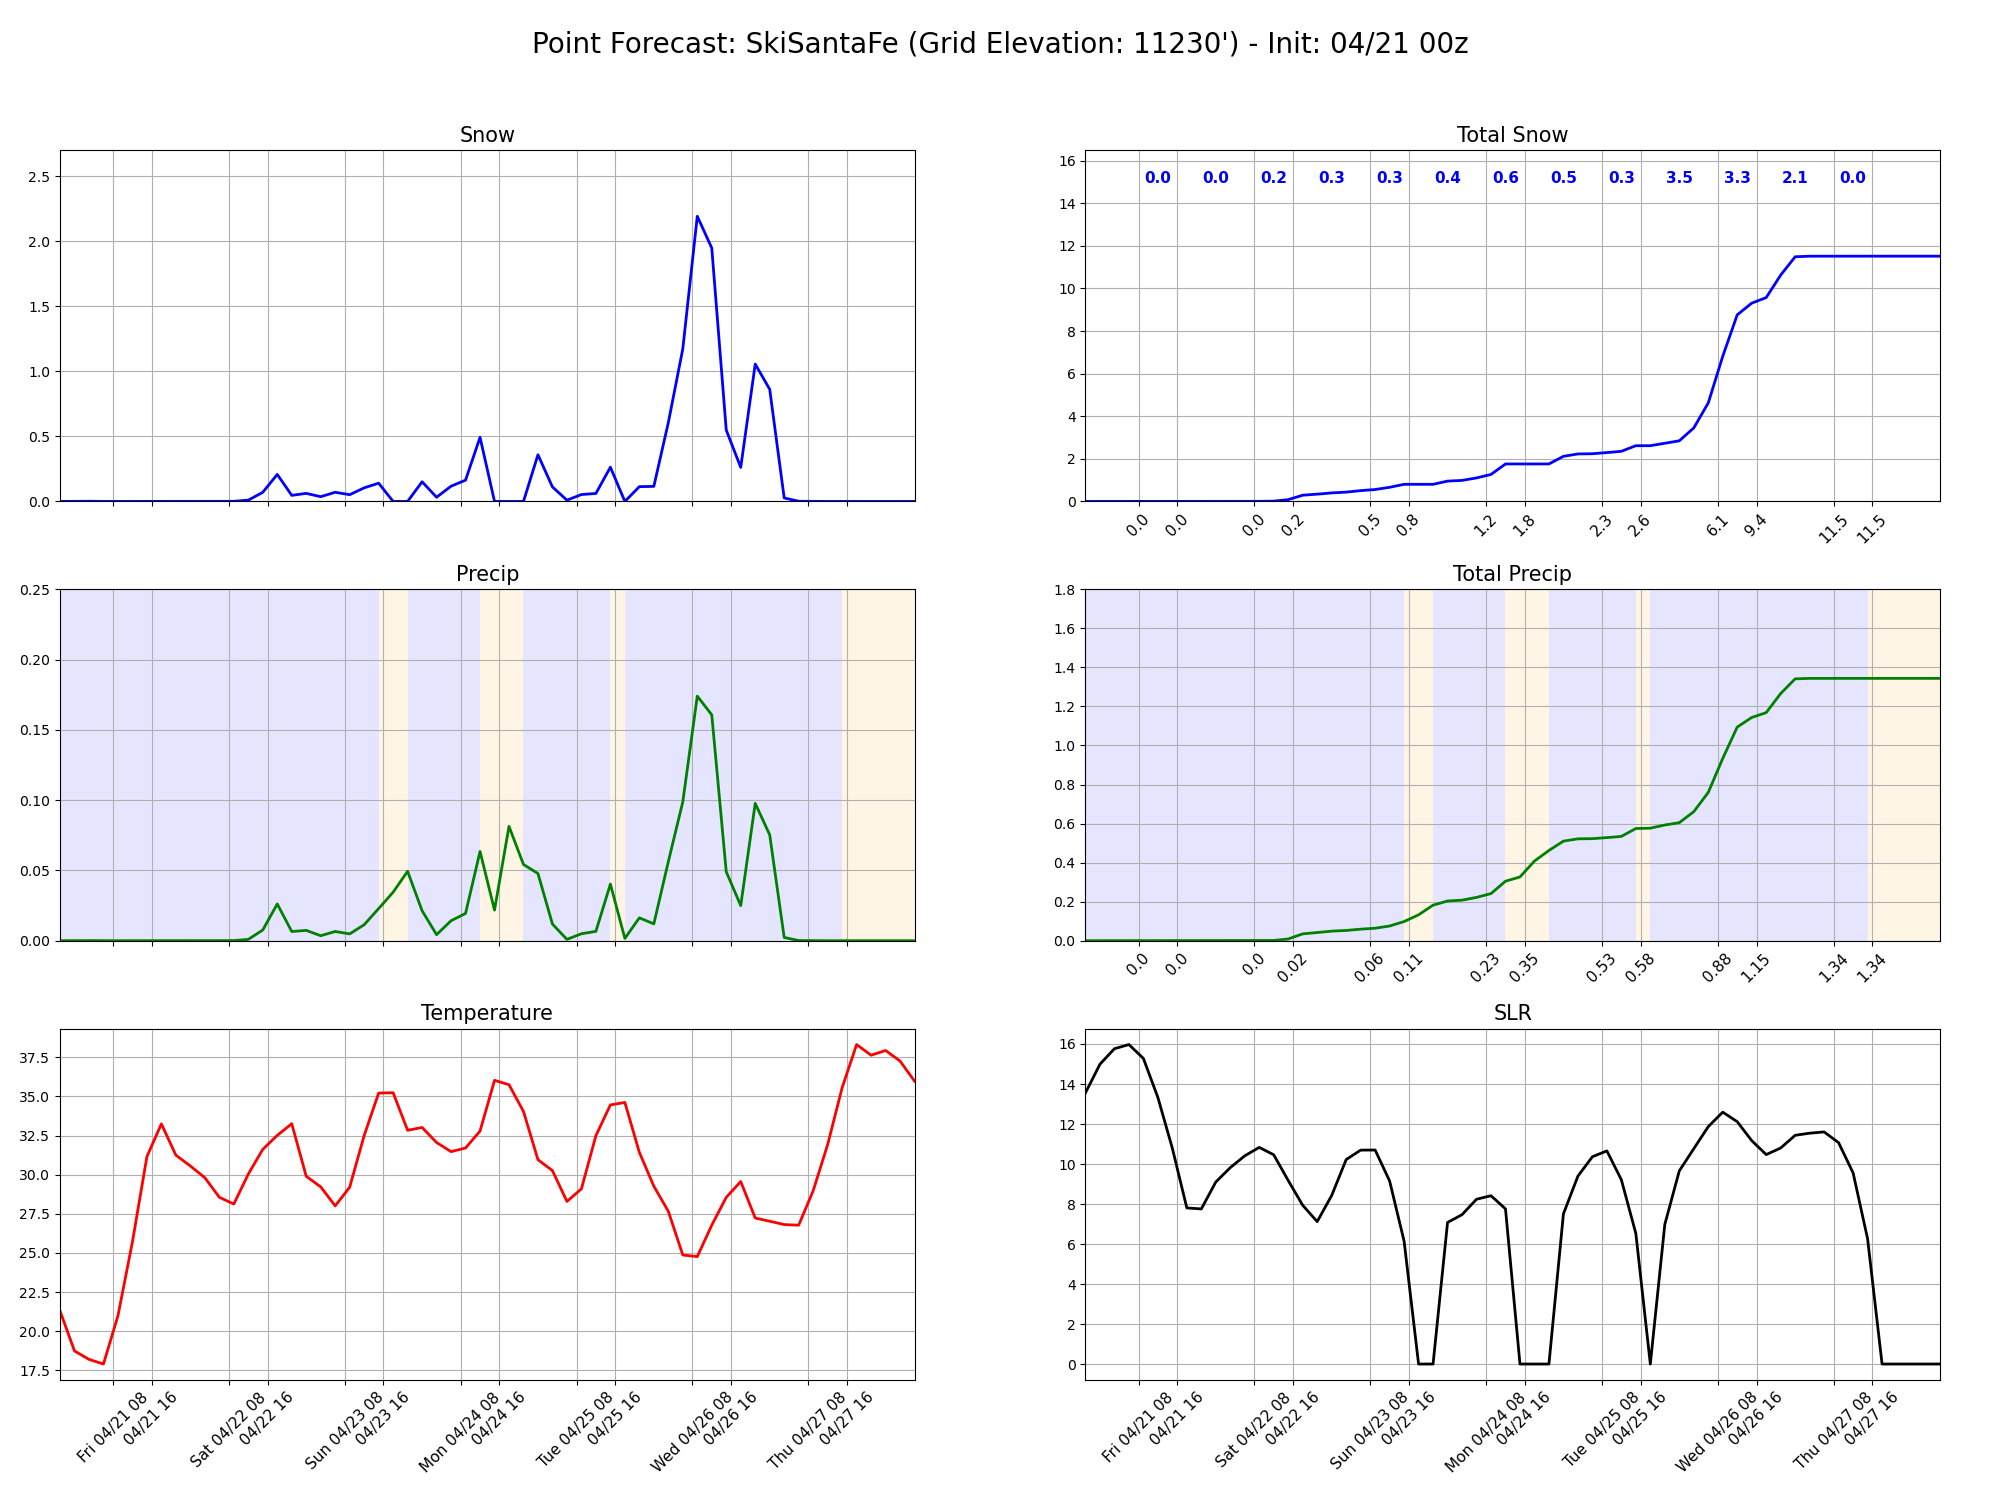 Point Forecast: SkiSantaFe (Grid Elevation: 11230') - Init: 04/21 00z
Snow
2.5
2.0
1.5
1.0
0.5
0.0
Total Snow
16
14
12
10
8
6
4
2
0
0.0 0.0 0.2 0.3 0.3 0.4 0.6 0.5 0.3 3.5 3.3 2.1 0.0
0.0 0.0 0.0 0.2 0.5 0.8 1.2 1.8 2.3 2.6 6.1 9.4 11.5 11.5
Precip
0.25
0.20
0.15
0.10
0.05
0.00
Total Precip
1.8
1.6
1.4
1.2
1.0
0.8
0.6
0.4
0.2
0.0
0.0 0.0 0.0 0.02 0.06 0.11 0.23 0.35 0.53 0.58 0.88 1.15 1.34 1.34
Temperature
37.5
35.0
32.5
30.0
27.5
25.0
22.5
20.0
17.5
Fri 04/21 08
04/21 16
Sat 04/22 08
04/22 16
Sun 04/23 08
04/23 16
Mon 04/24 08
04/24 16
Tue 04/25 08
04/25 16
Wed 04/26 08
04/26 16
Thu 04/27 08
04/27 16
SLR
16
14
12
10
8
6
4
2
0
Fri 04/21 08
04/21 16
Sat 04/22 08
04/22 16
Sun 04/23 08
04/23 16
Mon 04/24 08
04/24 16
Tue 04/25 08
04/25 16
Wed 04/26 08
04/26 16
Thu 04/27 08
04/27 16